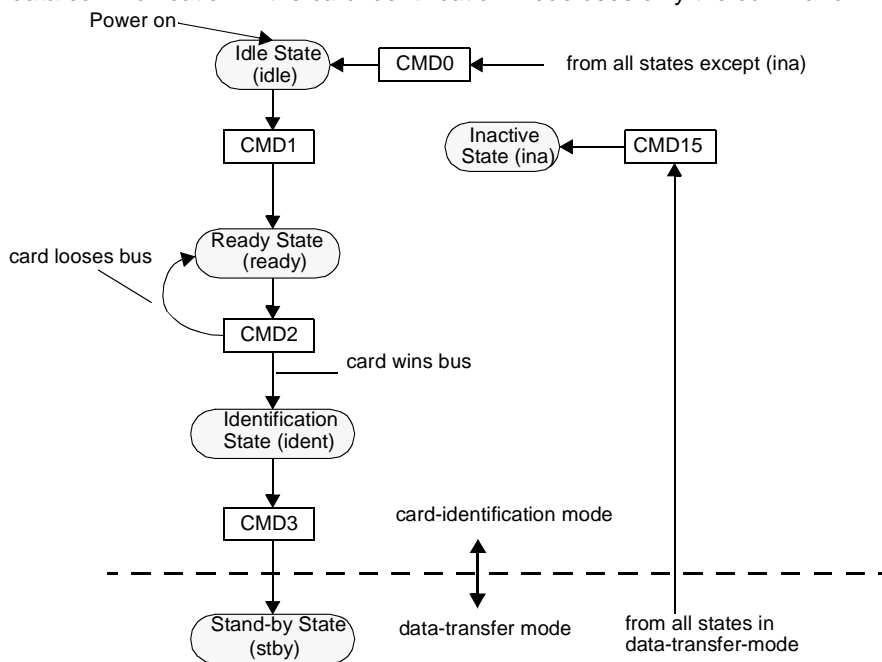 Power on
Idle State
(idle)
CMD0
from all states except (ina)
CMD1
Inactive
State (ina)
CMD15
Ready State
(ready)
card looses bus
CMD2
card wins bus
Identification
State (ident)
CMD3
card-identification mode
Stand-by State
(stby)
data-transfer mode
from all states in
data-transfer-mode